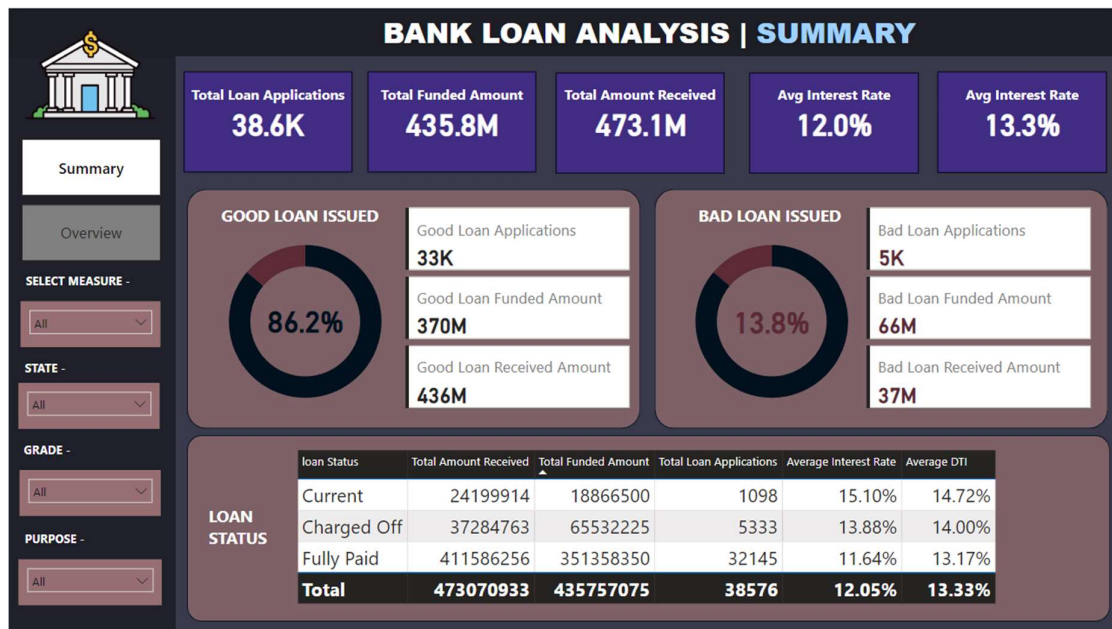 BANK LOAN ANALYSIS | SUMMARY
$
Total Loan Applications
38.6K
Total Funded Amount
435.8M
Total Amount Received
473.1M
Avg Interest Rate
12.0%
Avg Interest Rate
13.3%
Summary
Overview
SELECT MEASURE -
All
STATE -
All
GRADE -
All
PURPOSE -
All
GOOD LOAN ISSUED
86.2%
Good Loan Applications
33K
Good Loan Funded Amount
370M
Good Loan Received Amount
436M
BAD LOAN ISSUED
13.8%
Bad Loan Applications
5K
Bad Loan Funded Amount
66M
Bad Loan Received Amount
37M
LOAN
STATUS
loan Status Total Amount Received Total Funded Amount Total Loan Applications Average Interest Rate Average DTI
Current 24199914 18866500 1098 15.10% 14.72%
Charged Off 37284763 65532225 5333 13.88% 14.00%
Fully Paid 411586256 351358350 32145 11.64% 13.17%
Total 473070933 435757075 38576 12.05% 13.33%